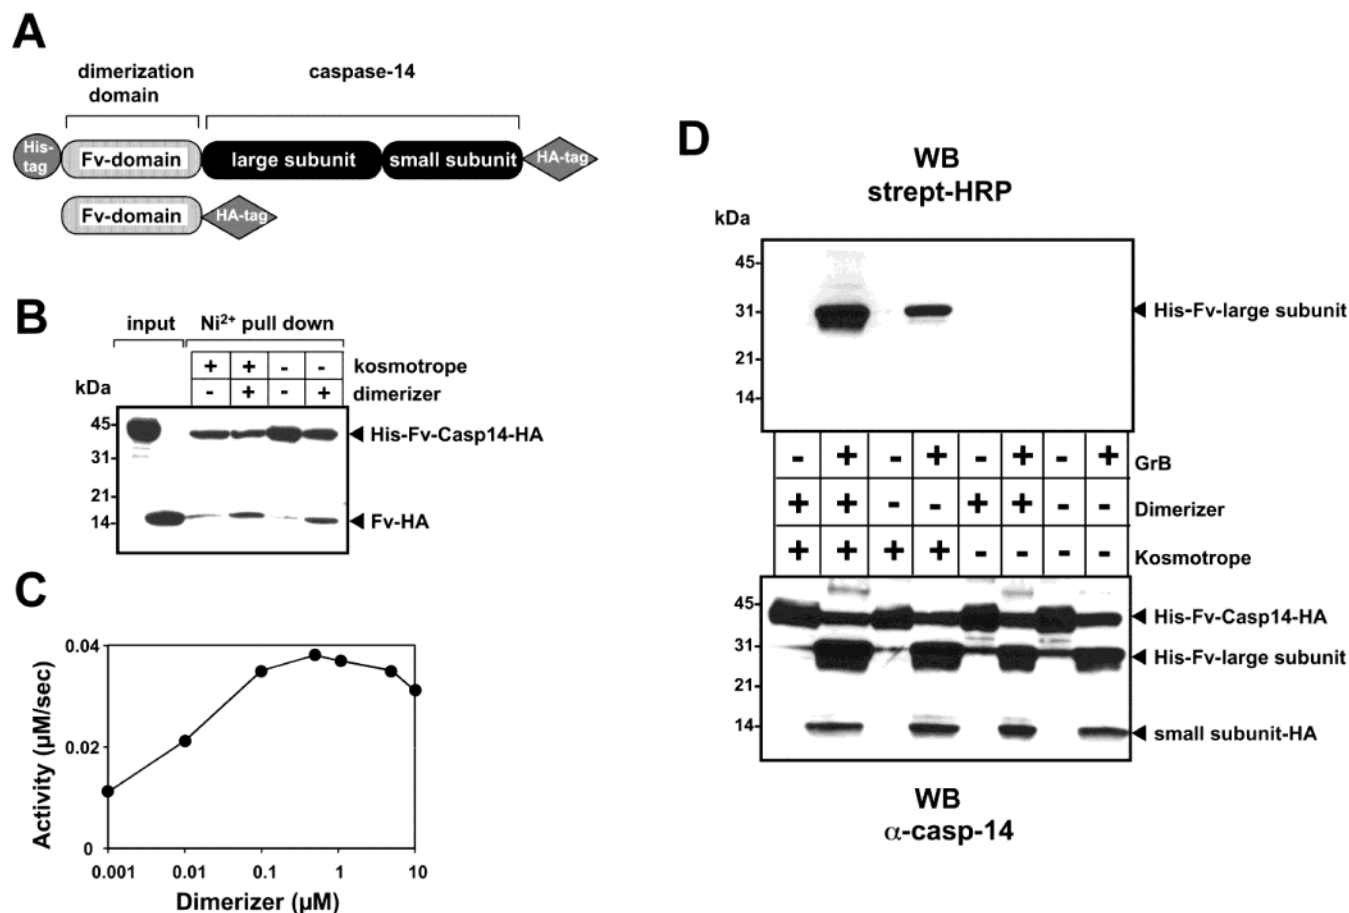 A
dimerization
domain
caspase-14
His-
tag
Fv-domain
large subunit
small subunit
HA-tag
Fv-domain
HA-tag
B
input
Ni2+ pull down
+ + - - kosmotrope
- + - + dimerizer
kDa
45-
31-
21-
14-
His-Fv-Casp14-HA
Fv-HA
C
Activity (µM/sec)
0.04
0.02
0
0.001 0.01 0.1 1 10
Dimerizer (µM)
D
WB
strept-HRP
kDa
45-
31-
21-
14-
His-Fv-large subunit
- + - + - + - + GrB
+ + - - + + - - Dimerizer
+ + + + - - - - Kosmotrope
45-
31-
21-
14-
His-Fv-Casp14-HA
His-Fv-large subunit
small subunit-HA
WB
α-casp-14